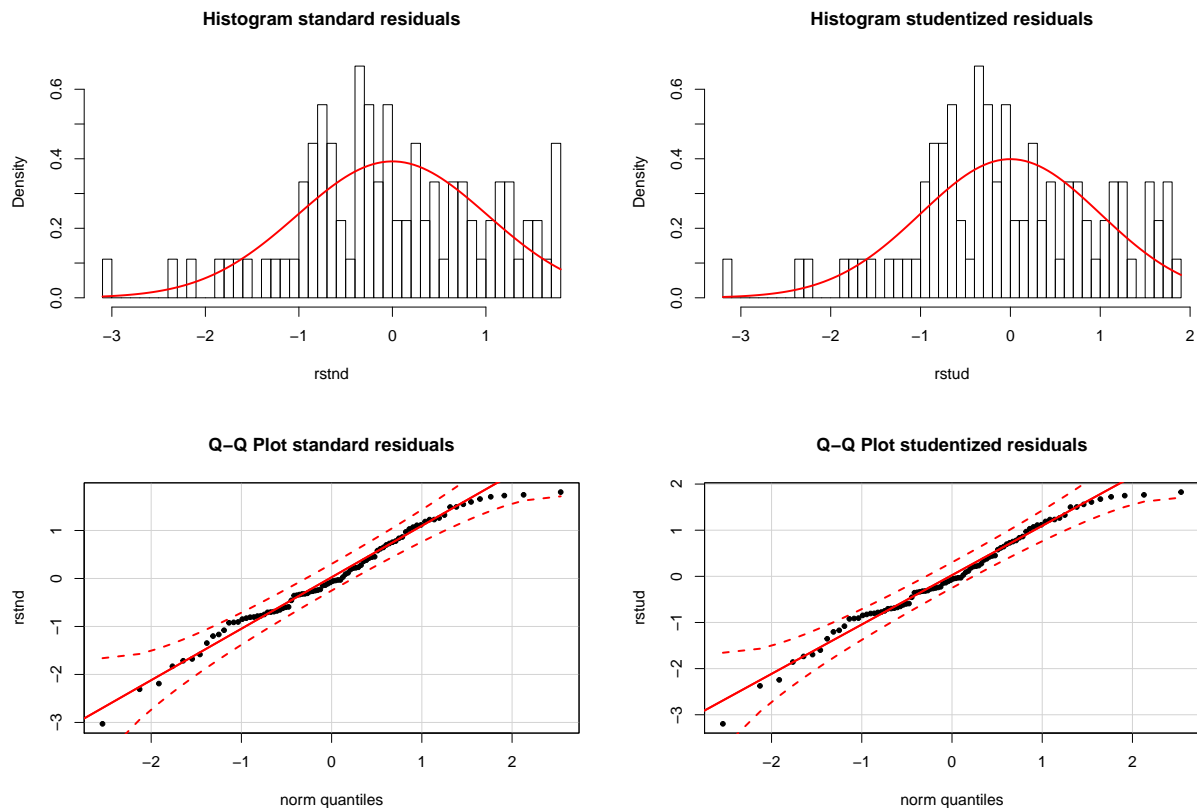 Histogram standard residuals
Density
0.0 0.2 0.4 0.6
−3 −2 −1 0 1
rstnd
Histogram studentized residuals
Density
0.0 0.2 0.4 0.6
−3 −2 −1 0 1 2
rstud
Q−Q Plot standard residuals
rstnd
−3 −2 −1 0 1
−2 −1 0 1 2
norm quantiles
Q−Q Plot studentized residuals
rstud
−3 −2 −1 0 1 2
−2 −1 0 1 2
norm quantiles